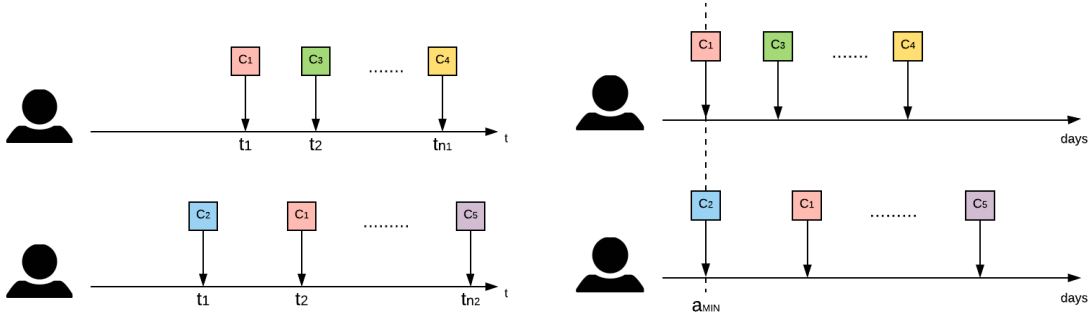 C1 C3 ....... C4
t1 t2 tn1 t
C2 C1 ......... C5
t1 t2 tn2 t
C1 C3 ....... C4
days
C2 C1 ......... C5
days
aMIN